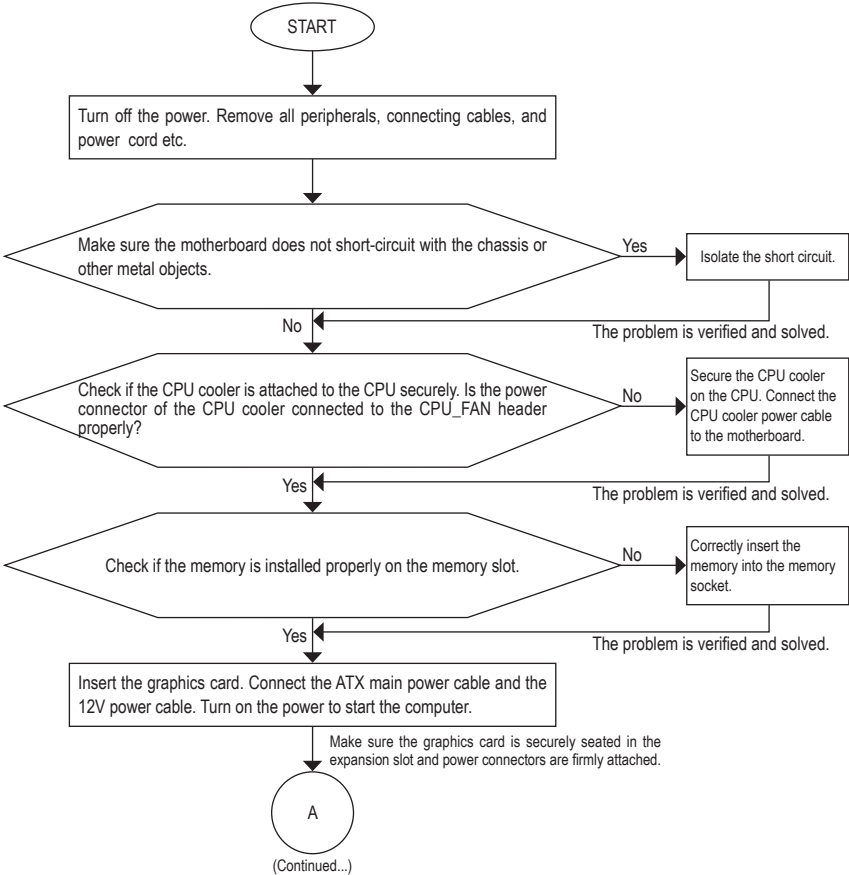 START
Turn off the power. Remove all peripherals, connecting cables, and
power cord etc.
Make sure the motherboard does not short-circuit with the chassis or
other metal objects.
Yes
Isolate the short circuit.
No
The problem is verified and solved.
Check if the CPU cooler is attached to the CPU securely. Is the power
connector of the CPU cooler connected to the CPU_FAN header
properly?
No
Secure the CPU cooler
on the CPU. Connect the
CPU cooler power cable
to the motherboard.
Yes
The problem is verified and solved.
Check if the memory is installed properly on the memory slot.
No
Correctly insert the
memory into the memory
socket.
Yes
The problem is verified and solved.
Insert the graphics card. Connect the ATX main power cable and the
12V power cable. Turn on the power to start the computer.
Make sure the graphics card is securely seated in the
expansion slot and power connectors are firmly attached.
A
(Continued...)